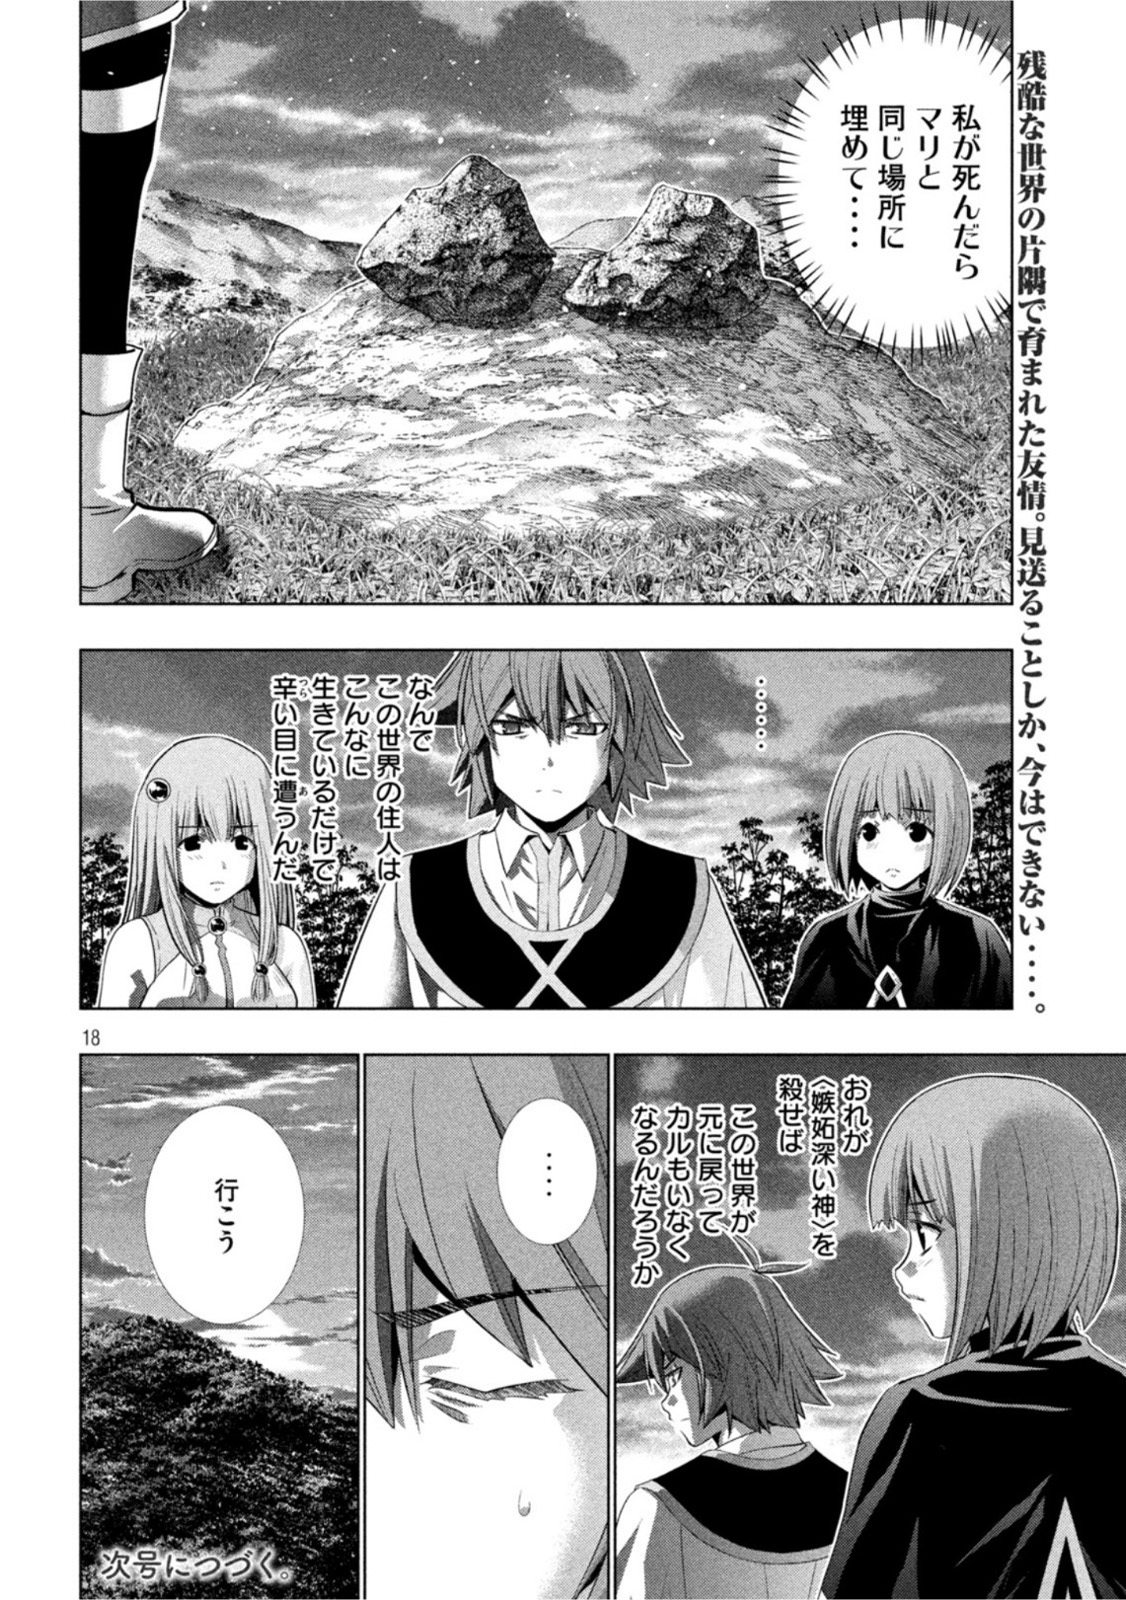 残酷な世界の片隅で育まれた友情。見送ることしか、今はできない‥‥‥。
私が死んだら
マリと
同じ場所に
埋めて‥‥
‥‥‥
なんで
この世界の住人は
こんなに
生きているだけで
辛い目に遭うんだ
つら
あ
18
おれが
〈嫉妬深い神〉を
殺せば
この世界が
元に戻って
カルもいなく
なるんだろうか
‥‥
行こう
次号につづく。